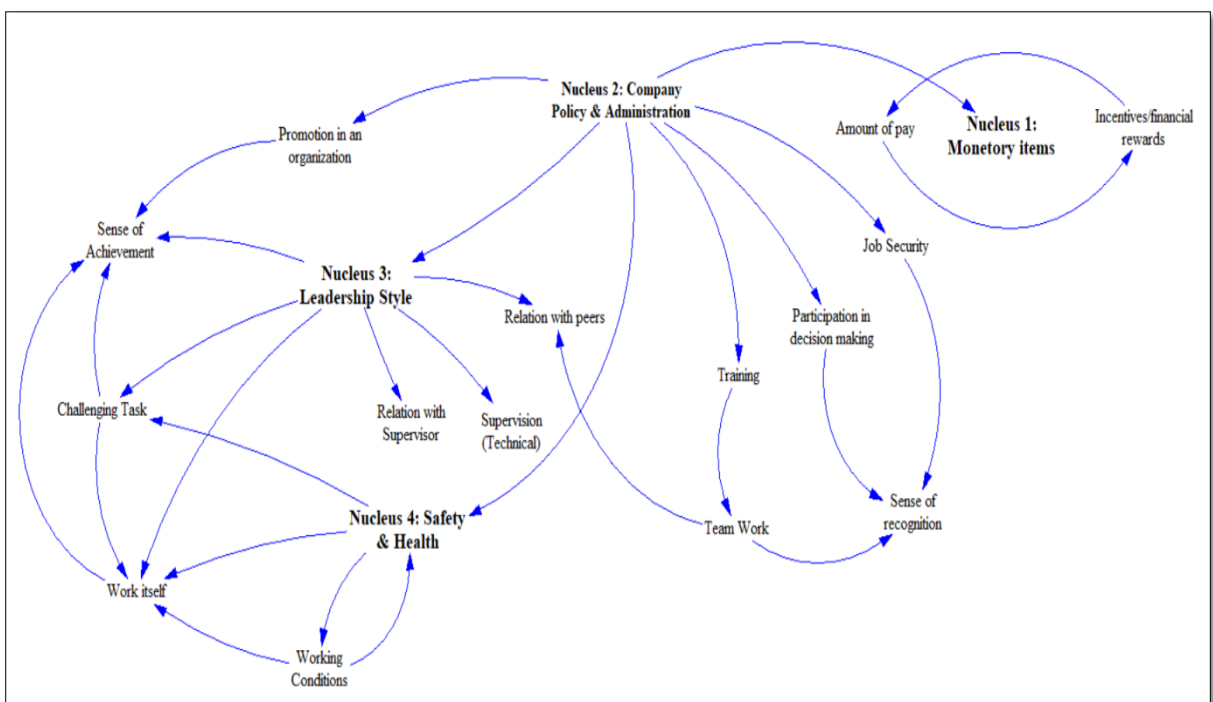 Nucleus 2: Company
Policy & Administration
Promotion in an
organization
Amount of pay
Nucleus 1:
Monetory items
Incentives/financial
rewards
Sense of
Achievement
Nucleus 3:
Leadership Style
Relation with peers
Job Security
Participation in
decision making
Training
Challenging Task
Relation with
Supervisor
Supervision
(Technical)
Nucleus 4: Safety
& Health
Team Work
Sense of
recognition
Work itself
Working
Conditions